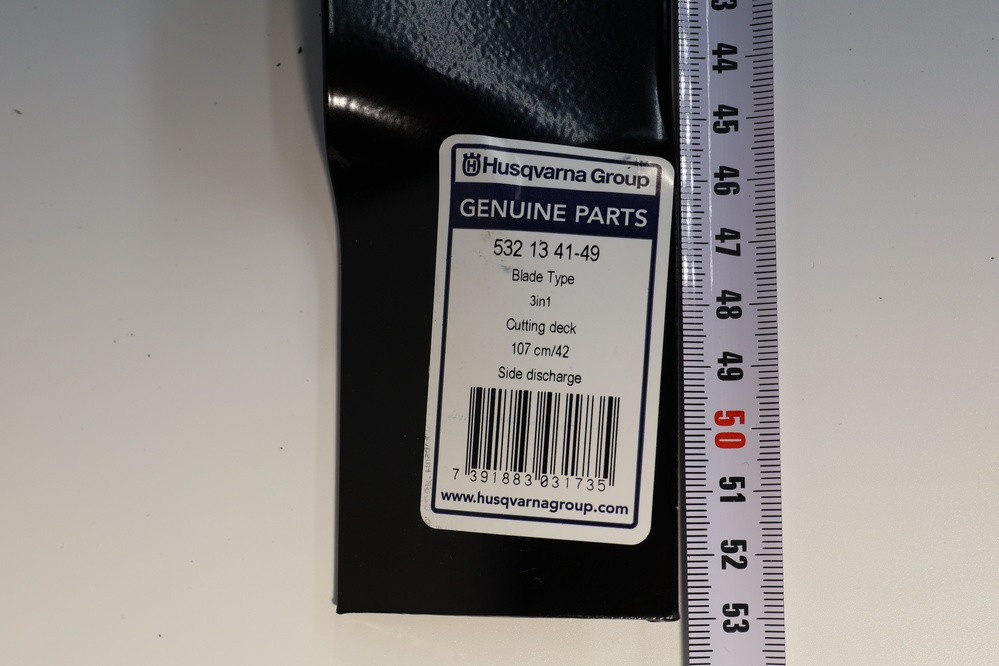 Husqvarna Group
GENUINE PARTS
532 13 41-49
Blade Type
3in1
Cutting deck
107 cm/42
Side discharge
7 391883 031735
www.husqvarnagroup.com
44
45
46
47
48
49
50
51
52
53